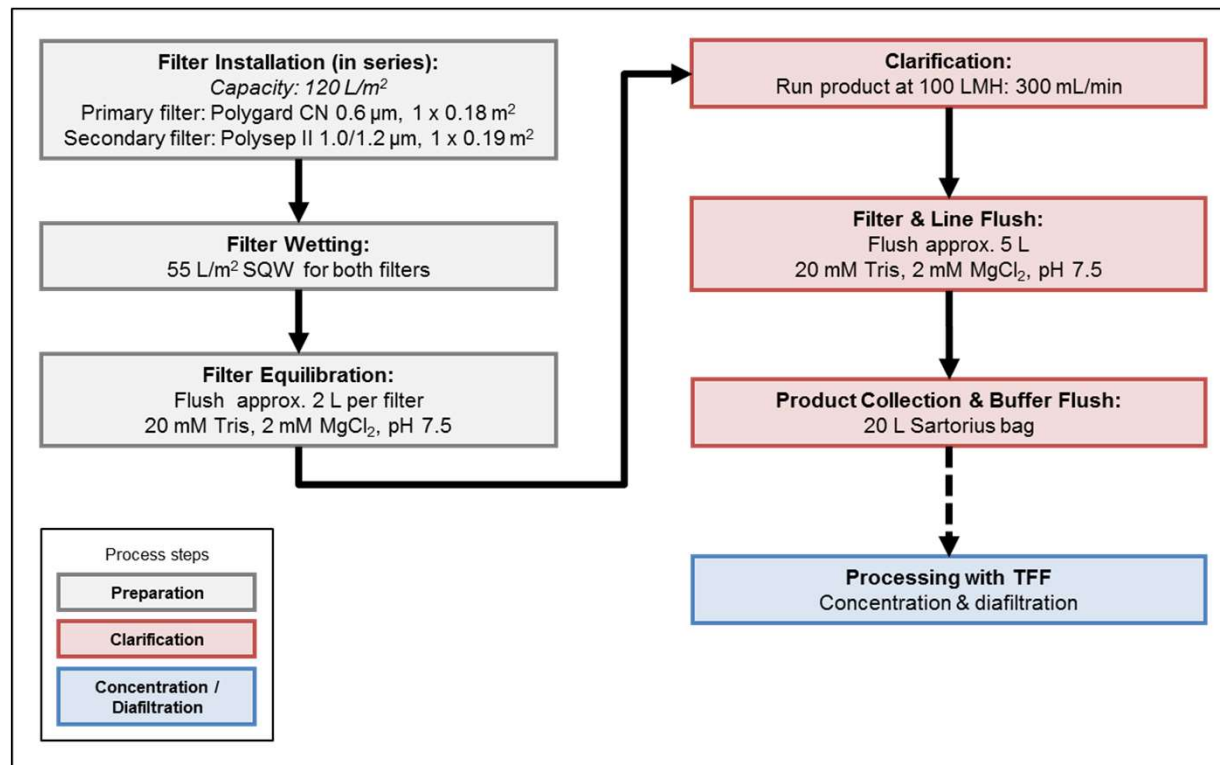 Filter Installation (in series):
Capacity: 120 L/m²
Primary filter: Polygard CN 0.6 µm, 1 x 0.18 m²
Secondary filter: Polysep II 1.0/1.2 µm, 1 x 0.19 m²
Filter Wetting:
55 L/m² SQW for both filters
Filter Equilibration:
Flush approx. 2 L per filter
20 mM Tris, 2 mM MgCl₂, pH 7.5
Clarification:
Run product at 100 LMH: 300 mL/min
Filter & Line Flush:
Flush approx. 5 L
20 mM Tris, 2 mM MgCl₂, pH 7.5
Product Collection & Buffer Flush:
20 L Sartorius bag
Processing with TFF
Concentration & diafiltration
Process steps
Preparation
Clarification
Concentration /
Diafiltration